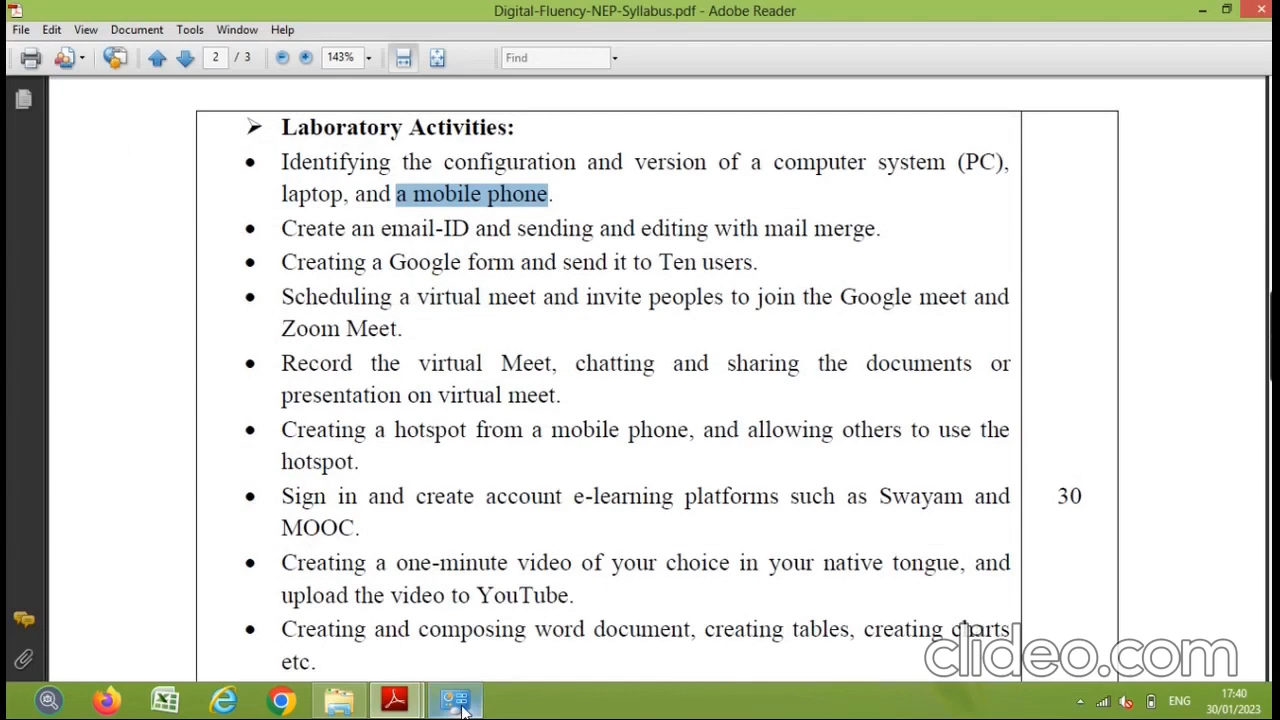 Digital-Fluency-NEP-Syllabus.pdf - Adobe Reader
File Edit View Document Tools Window Help
2 / 3 143% Find
Laboratory Activities:
Identifying the configuration and version of a computer system (PC),
laptop, and a mobile phone.
Create an email-ID and sending and editing with mail merge.
Creating a Google form and send it to Ten users.
Scheduling a virtual meet and invite peoples to join the Google meet and
Zoom Meet.
Record the virtual Meet, chatting and sharing the documents or
presentation on virtual meet.
Creating a hotspot from a mobile phone, and allowing others to use the
hotspot.
Sign in and create account e-learning platforms such as Swayam and
MOOC.
30
Creating a one-minute video of your choice in your native tongue, and
upload the video to YouTube.
Creating and composing word document, creating tables, creating charts
etc.
clideo.com
ENG
17:40
30/01/2023